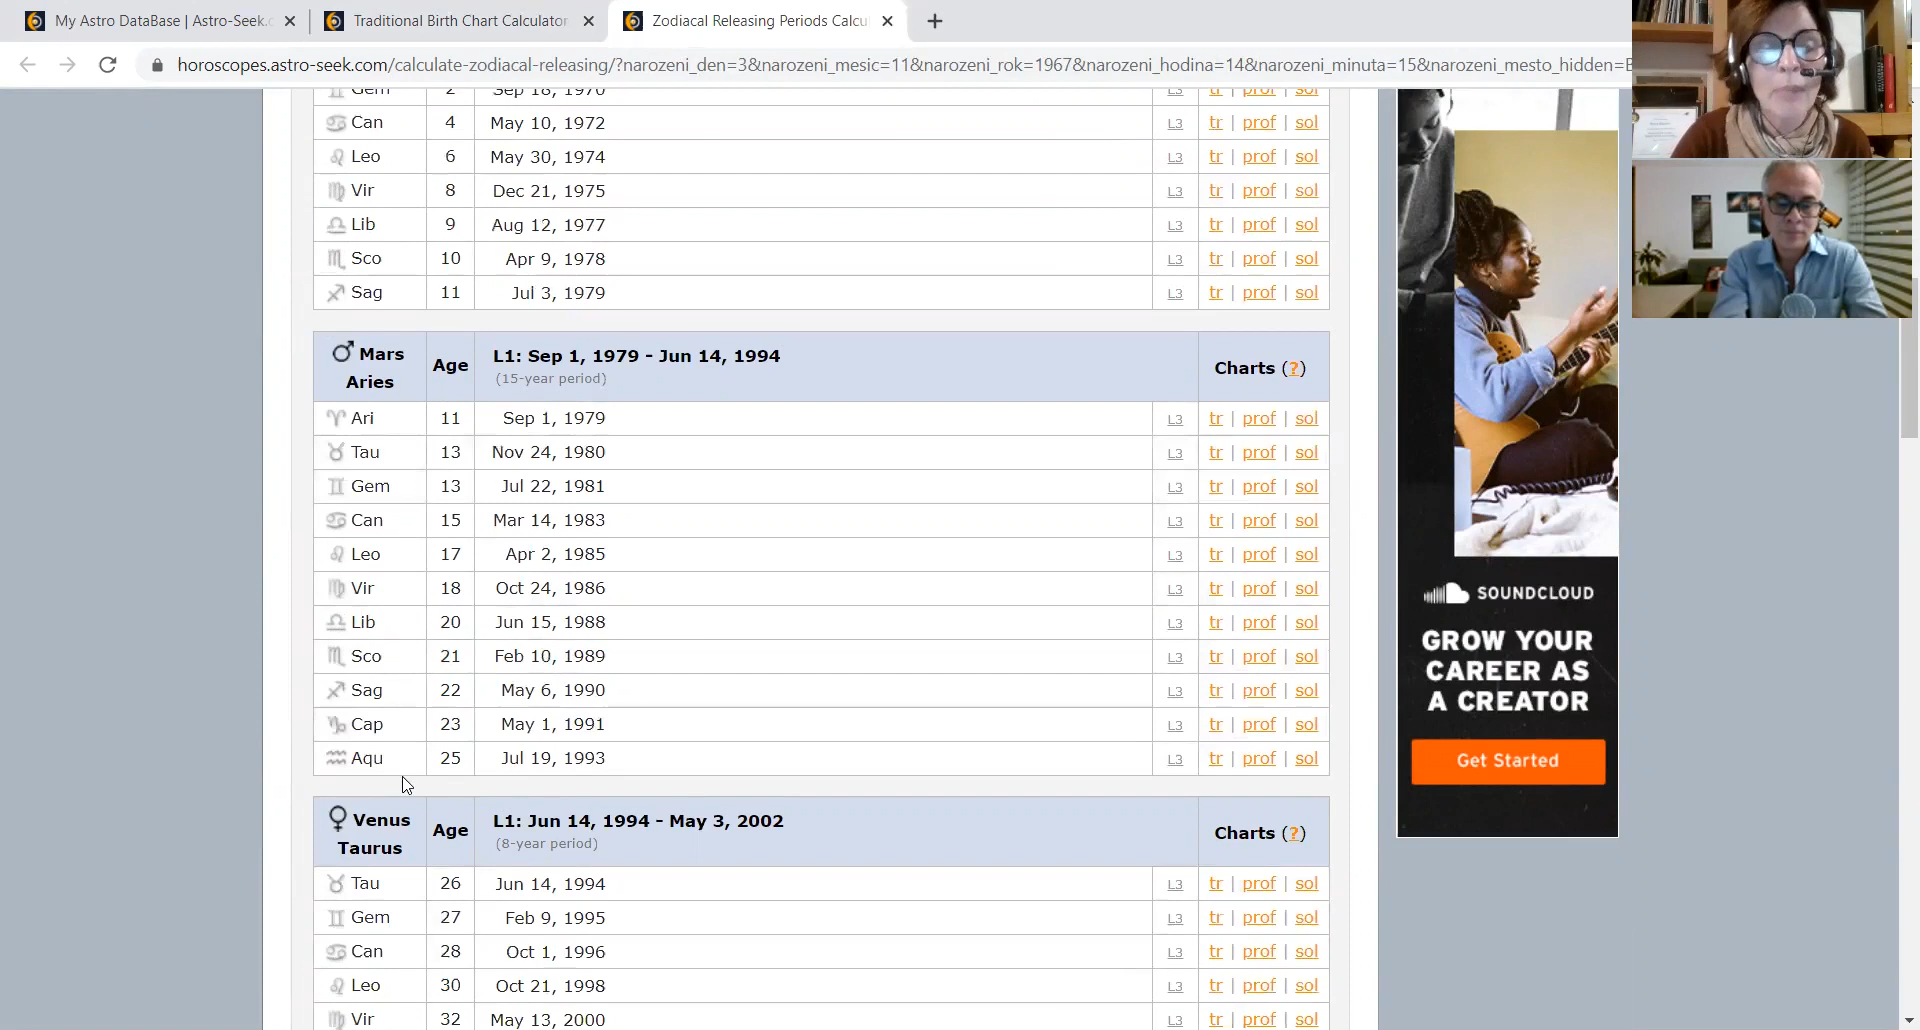 My Astro DataBase | Astro-Seek.c
Traditional Birth Chart Calculator
Zodiacal Releasing Periods Calcu
horoscopes.astro-seek.com/calculate-zodiacal-releasing/?narozeni_den=3&narozeni_mesic=11&narozeni_rok=1967&narozeni_hodina=14&narozeni_minuta=15&narozeni_mesto_hidden=
Gem 2 Sep 18, 1970 L3 tr | prof | sol
Can 4 May 10, 1972 L3 tr | prof | sol
Leo 6 May 30, 1974 L3 tr | prof | sol
Vir 8 Dec 21, 1975 L3 tr | prof | sol
Lib 9 Aug 12, 1977 L3 tr | prof | sol
Sco 10 Apr 9, 1978 L3 tr | prof | sol
Sag 11 Jul 3, 1979 L3 tr | prof | sol
♂ Mars Aries Age L1: Sep 1, 1979 - Jun 14, 1994 Charts (?)
(15-year period)
Ari 11 Sep 1, 1979 L3 tr | prof | sol
Tau 13 Nov 24, 1980 L3 tr | prof | sol
Gem 13 Jul 22, 1981 L3 tr | prof | sol
Can 15 Mar 14, 1983 L3 tr | prof | sol
Leo 17 Apr 2, 1985 L3 tr | prof | sol
Vir 18 Oct 24, 1986 L3 tr | prof | sol
Lib 20 Jun 15, 1988 L3 tr | prof | sol
Sco 21 Feb 10, 1989 L3 tr | prof | sol
Sag 22 May 6, 1990 L3 tr | prof | sol
Cap 23 May 1, 1991 L3 tr | prof | sol
Aqu 25 Jul 19, 1993 L3 tr | prof | sol
♀ Venus Taurus Age L1: Jun 14, 1994 - May 3, 2002 Charts (?)
(8-year period)
Tau 26 Jun 14, 1994 L3 tr | prof | sol
Gem 27 Feb 9, 1995 L3 tr | prof | sol
Can 28 Oct 1, 1996 L3 tr | prof | sol
Leo 30 Oct 21, 1998 L3 tr | prof | sol
Vir 32 May 13, 2000 L3 tr | prof | sol
SOUNDCLOUD
GROW YOUR
CAREER AS
A CREATOR
Get Started